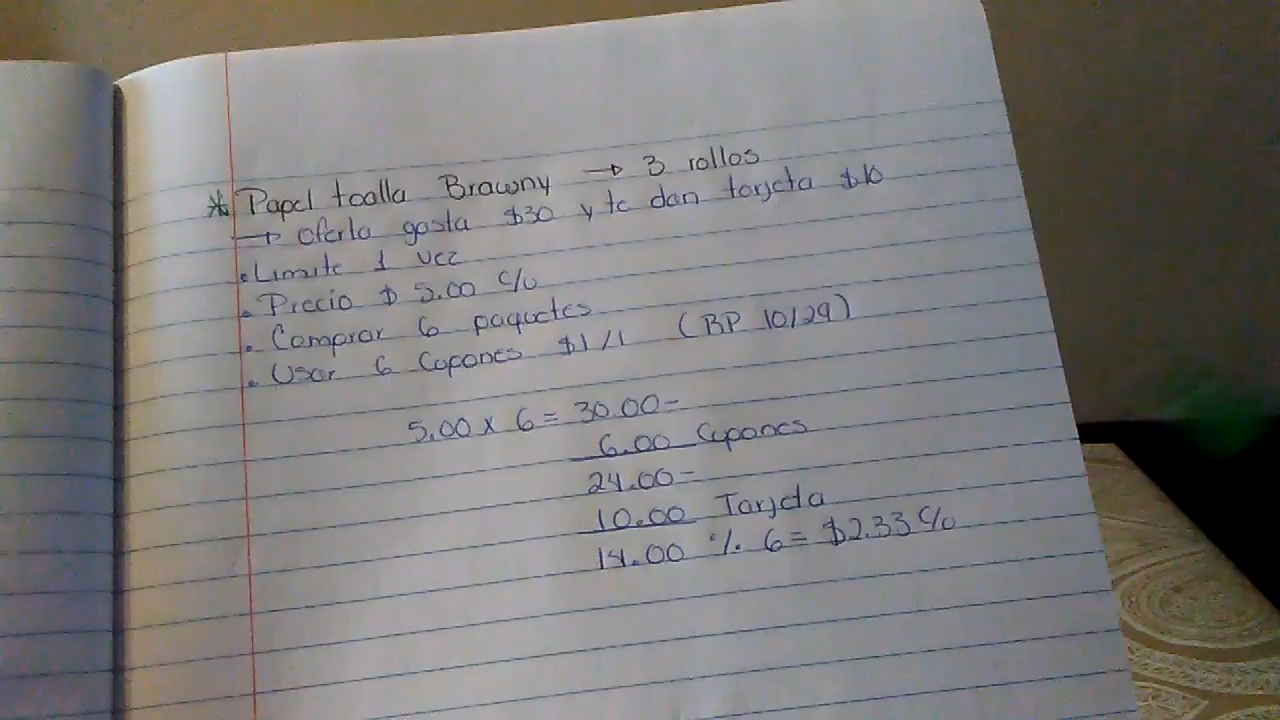 * Papel toalla Brawny → 3 rollos
→ oferta gasta $30 y te dan tarjeta $10
• Limite 1 vez
• Precio $ 5.00 c/u
• Comprar 6 paquetes
• Usar 6 Cupones $1/1 (BP 10/29)
5.00 x 6 = 30.00-
6.00 Cupones
24.00-
10.00 Tarjeta
14.00 % 6 = $2.33 c/u